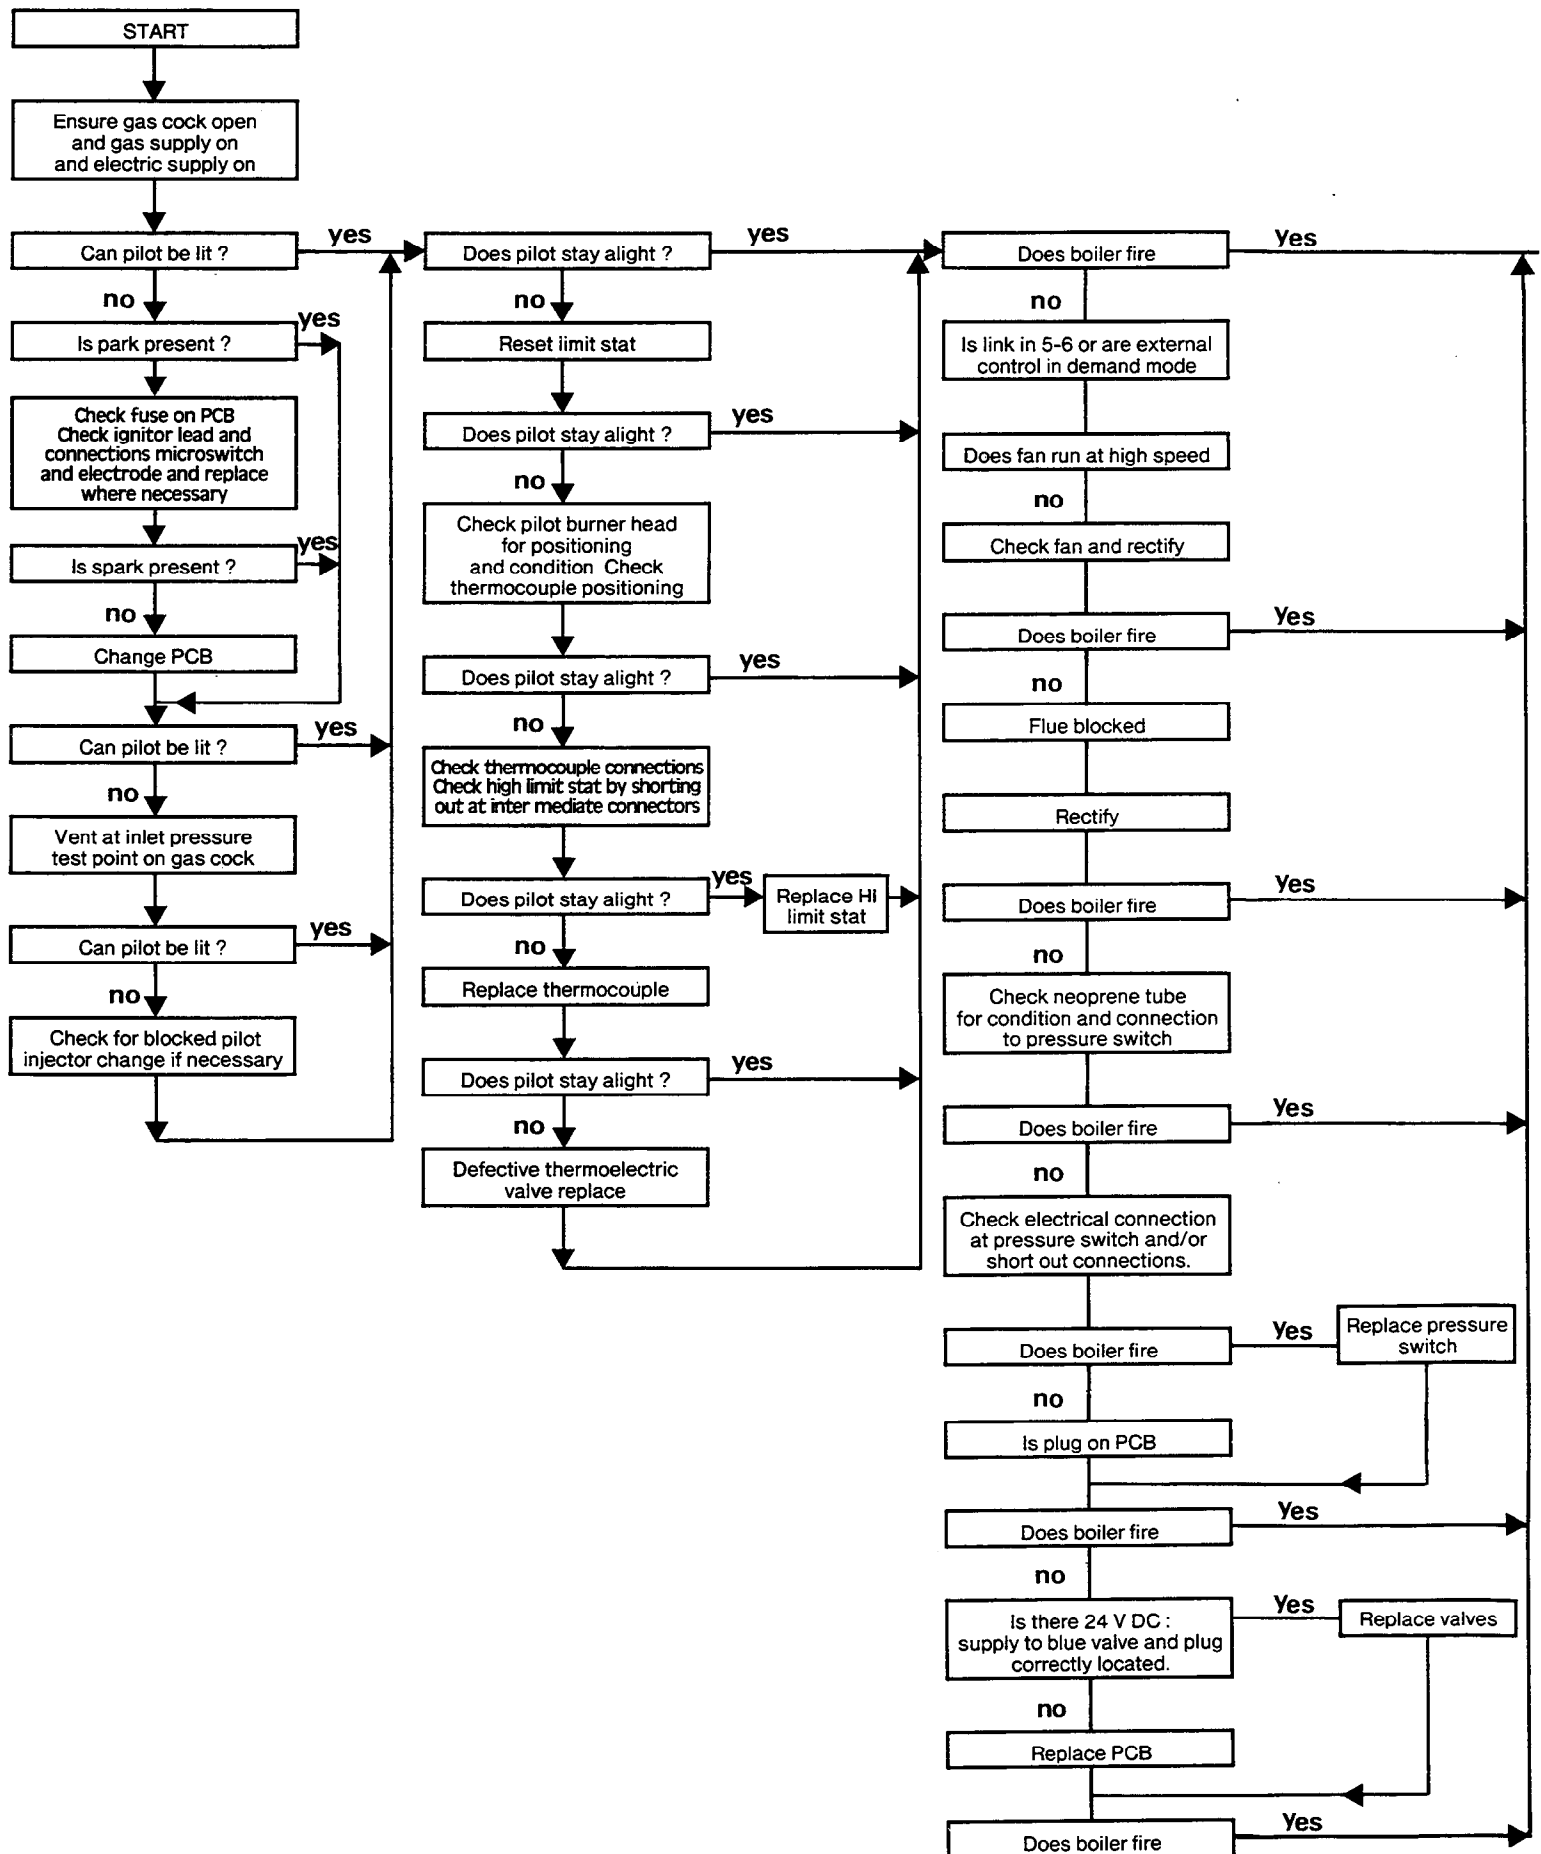 START
Ensure gas cock open
and gas supply on
and electric supply on
Can pilot be lit ?
yes
no
Is park present ?
yes
Check fuse on PCB
Check ignitor lead and
connections microswitch
and electrode and replace
where necessary
Is spark present ?
yes
no
Change PCB
Can pilot be lit ?
yes
no
Vent at inlet pressure
test point on gas cock
Can pilot be lit ?
yes
no
Check for blocked pilot
injector change if necessary
Does pilot stay alight ?
yes
no
Reset limit stat
Does pilot stay alight ?
yes
no
Check pilot burner head
for positioning
and condition Check
thermocouple positioning
Does pilot stay alight ?
yes
no
Check thermocouple connections
Check high limit stat by shorting
out at inter mediate connectors
Does pilot stay alight ?
yes
Replace Hi
limit stat
no
Replace thermocouple
Does pilot stay alight ?
yes
no
Defective thermoelectric
valve replace
Does boiler fire
Yes
no
Is link in 5-6 or are external
control in demand mode
Does fan run at high speed
no
Check fan and rectify
Does boiler fire
Yes
no
Flue blocked
Rectify
Does boiler fire
Yes
no
Check neoprene tube
for condition and connection
to pressure switch
Does boiler fire
Yes
no
Check electrical connection
at pressure switch and/or
short out connections.
Does boiler fire
Yes
Replace pressure
switch
no
Is plug on PCB
Does boiler fire
Yes
no
Is there 24 V DC :
supply to blue valve and plug
correctly located.
Yes
Replace valves
no
Replace PCB
Does boiler fire
Yes